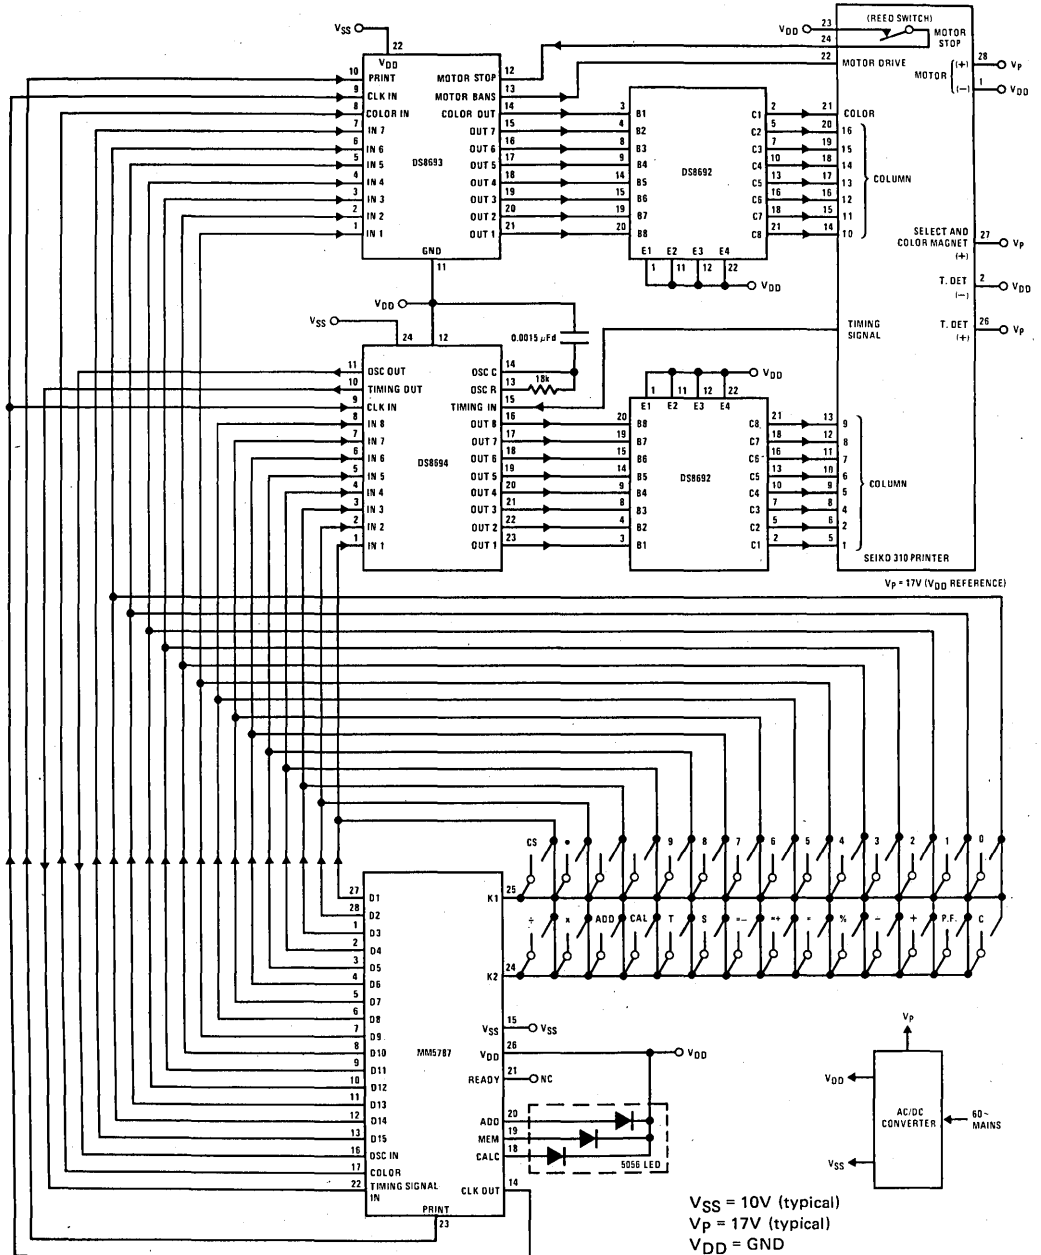 VSS
22
VDD
10 PRINT
9 CLK IN
8 COLOR IN
7 IN 7
6 IN 6
5 IN 5
4 IN 4
3 IN 3
2 IN 2
1 IN 1
DS8693
MOTOR STOP 12
MOTOR BANS 13
COLOR OUT 14
OUT 7 15
OUT 6 16
OUT 5 17
OUT 4 18
OUT 3 19
OUT 2 20
OUT 1 21
GND
11
3 B1
4 B2
8 B3
9 B4
14 B5
15 B6
19 B7
20 B8
DS8692
C1 2
C2 5
C3 7
C4 10
C5 13
C6 16
C7 18
C8 21
E1 E2 E3 E4
1 11 12 22
VDD
VDD
23
24
22
(REED SWITCH)
MOTOR STOP
MOTOR DRIVE
MOTOR
(+) 28 VP
(−) 1 VDD
21 COLOR
20 16
19 15
18 14
17 13
16 12
15 11
14 10
COLUMN
SELECT AND
COLOR MAGNET
(+)
27 VP
T. DET
(−)
2 VDD
T. DET
(+)
26 VP
TIMING
SIGNAL
VDD
VSS
24
12
0.0015 µFd
18k
11 OSC OUT
10 TIMING OUT
9 CLK IN
8 IN 8
7 IN 7
6 IN 6
5 IN 5
4 IN 4
3 IN 3
2 IN 2
1 IN 1
DS8694
OSC C 14
OSC R 13
TIMING IN 15
OUT 8 16
OUT 7 17
OUT 6 18
OUT 5 19
OUT 4 20
OUT 3 21
OUT 2 22
OUT 1 23
VDD
1 11 12 22
E1 E2 E3 E4
20 B8
19 B7
15 B6
14 B5
9 B4
8 B3
4 B2
3 B1
DS8692
C8 21
C7 18
C6 16
C5 13
C4 10
C3 7
C2 5
C1 2
13 9
12 8
11 7
10 6
9 5
8 4
6 2
5 1
COLUMN
SEIKO 310 PRINTER
VP = 17V (VDD REFERENCE)
CS • 9 8 7 6 5 4 3 2 1 0
÷ × ADD CAL T S =− =+ = % − + P.F. C
27 D1
28 D2
1 D3
2 D4
3 D5
4 D6
5 D7
6 D8
7 D9
8 D10
9 D11
10 D12
11 D13
12 D14
13 D15
16 OSC IN
17 COLOR
22 TIMING SIGNAL
IN
PRINT
23
MM5787
K1 25
K2 24
VSS 15 VSS
VDD 26 VDD
READY 21 NC
ADD 20
MEM 19
CALC 18
CLK OUT 14
5056 LED
VP
VDD
VSS
AC/DC
CONVERTER
60~
MAINS
VSS = 10V (typical)
VP = 17V (typical)
VDD = GND